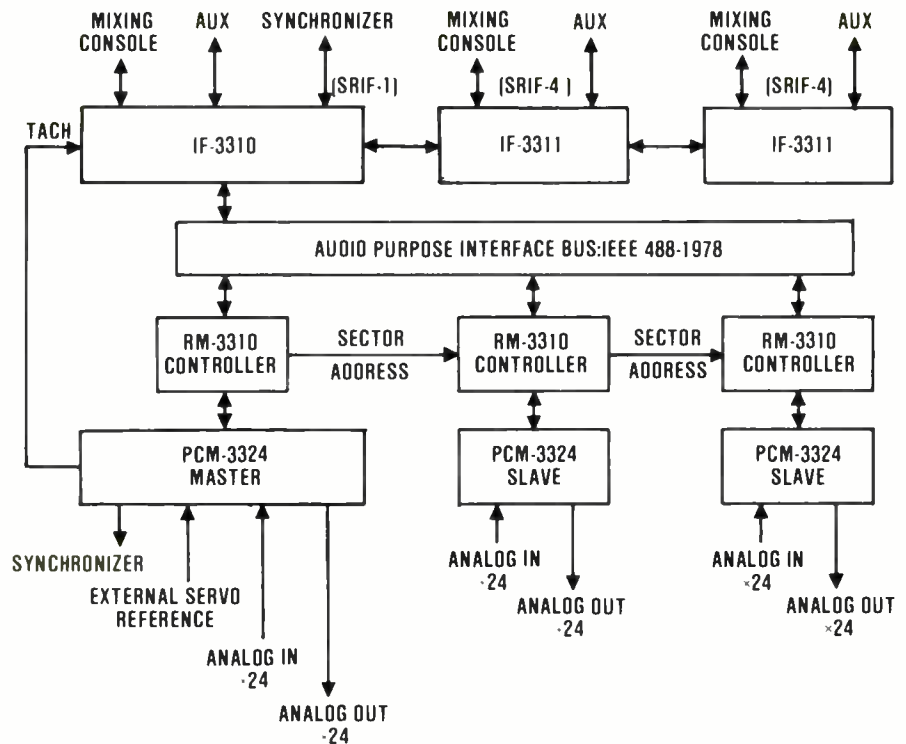 MIXING CONSOLE
AUX
SYNCHRONIZER
MIXING CONSOLE
AUX
MIXING CONSOLE
AUX
(SRIF-1)
(SRIF-4)
(SRIF-4)
TACH
IF-3310
IF-3311
IF-3311
AUDIO PURPOSE INTERFACE BUS:IEEE 488-1978
RM-3310
CONTROLLER
SECTOR
ADDRESS
RM-3310
CONTROLLER
SECTOR
ADDRESS
RM-3310
CONTROLLER
PCM-3324
MASTER
PCM-3324
SLAVE
PCM-3324
SLAVE
SYNCHRONIZER
EXTERNAL SERVO
REFERENCE
ANALOG IN
×24
ANALOG OUT
×24
ANALOG IN
×24
ANALOG OUT
×24
ANALOG IN
×24
ANALOG OUT
×24